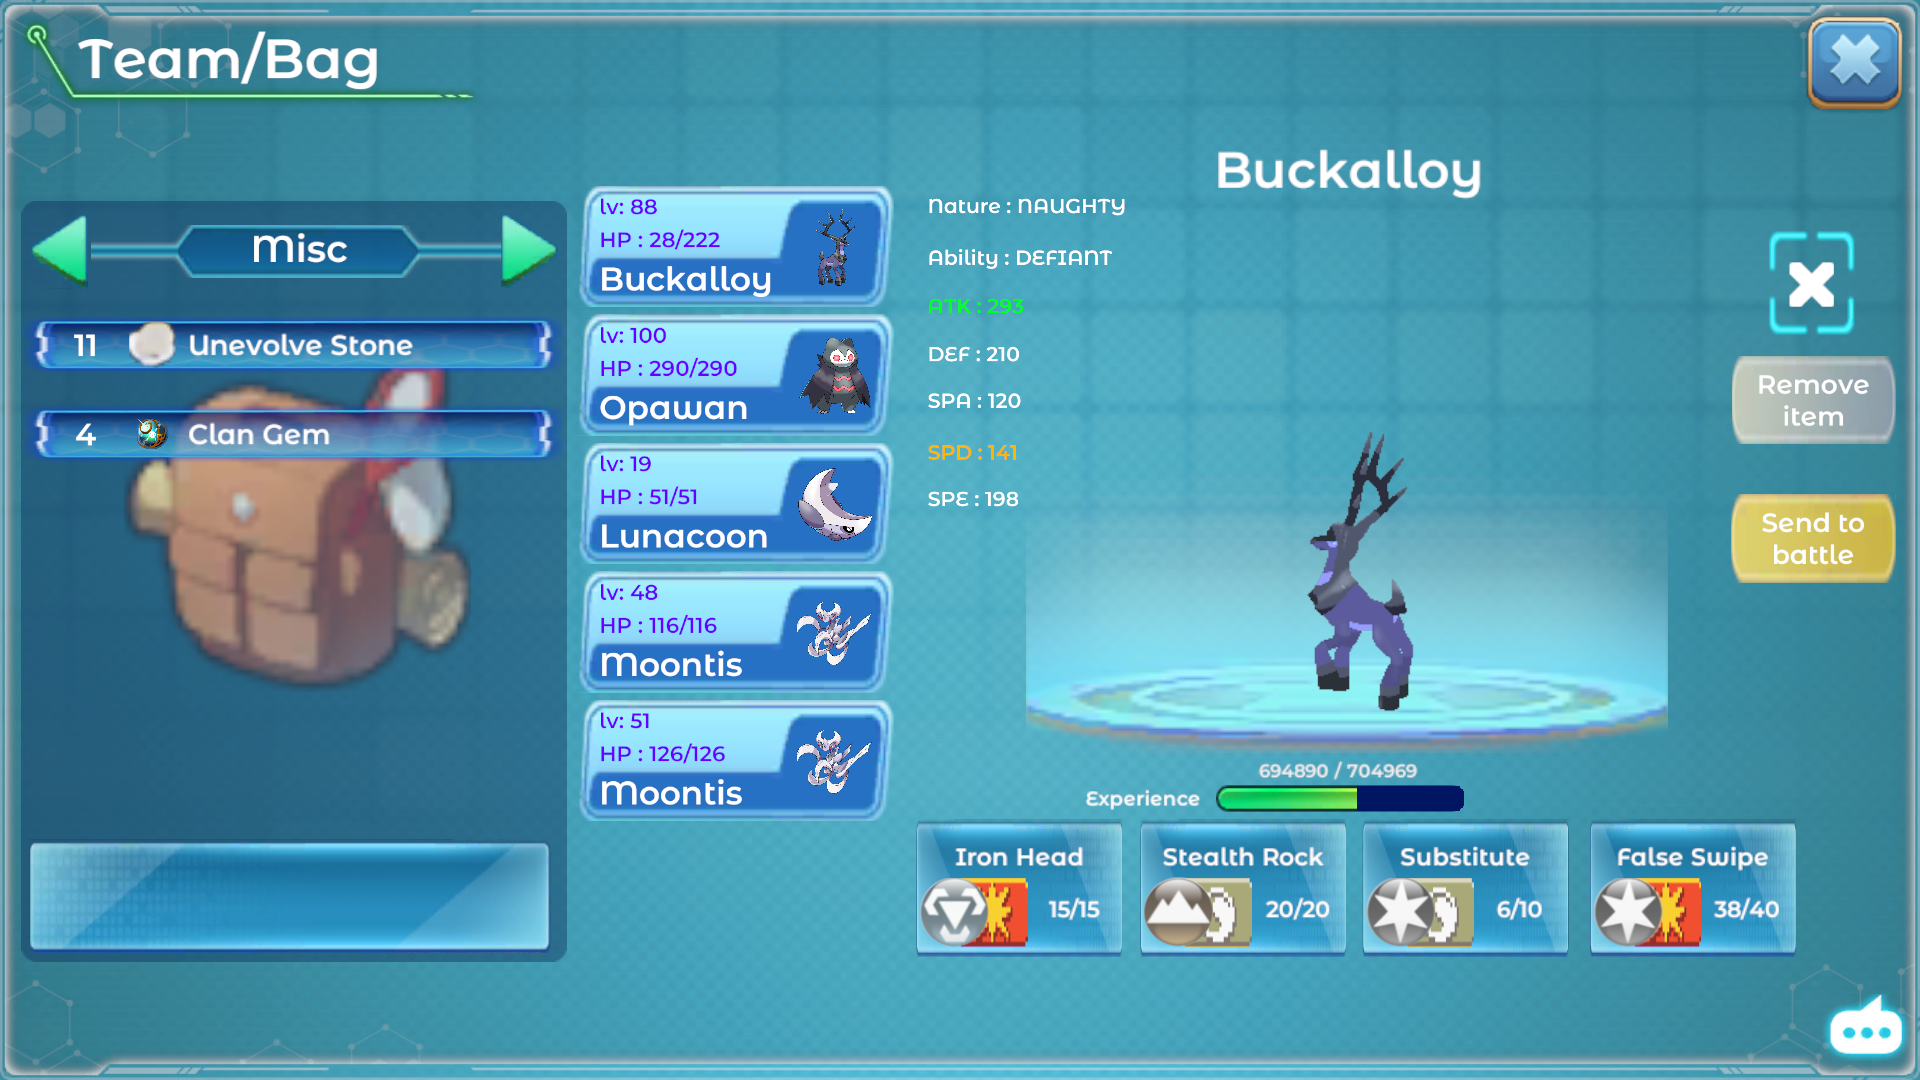 Team/Bag
Misc
11 Unevolve Stone
4 Clan Gem
lv: 88
HP : 28/222
Buckalloy
lv: 100
HP : 290/290
Opawan
lv: 19
HP : 51/51
Lunacoon
lv: 48
HP : 116/116
Moontis
lv: 51
HP : 126/126
Moontis
Buckalloy
Nature : NAUGHTY
Ability : DEFIANT
ATK : 293
DEF : 210
SPA : 120
SPD : 141
SPE : 198
Remove
item
Send to
battle
694890 / 704969
Experience
Iron Head
15/15
Stealth Rock
20/20
Substitute
6/10
False Swipe
38/40